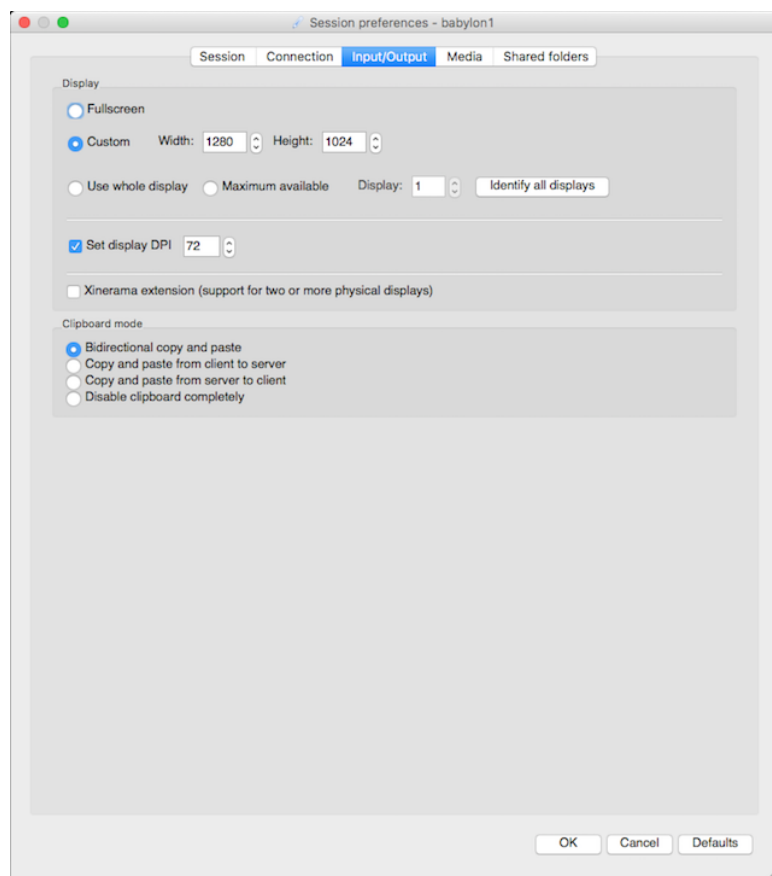 Session preferences - babylon1
Session Connection Input/Output Media Shared folders
Display
Fullscreen
Custom Width: 1280 Height: 1024
Use whole display Maximum available Display: 1 Identify all displays
Set display DPI 72
Xinerama extension (support for two or more physical displays)
Clipboard mode
Bidirectional copy and paste
Copy and paste from client to server
Copy and paste from server to client
Disable clipboard completely
OK Cancel Defaults